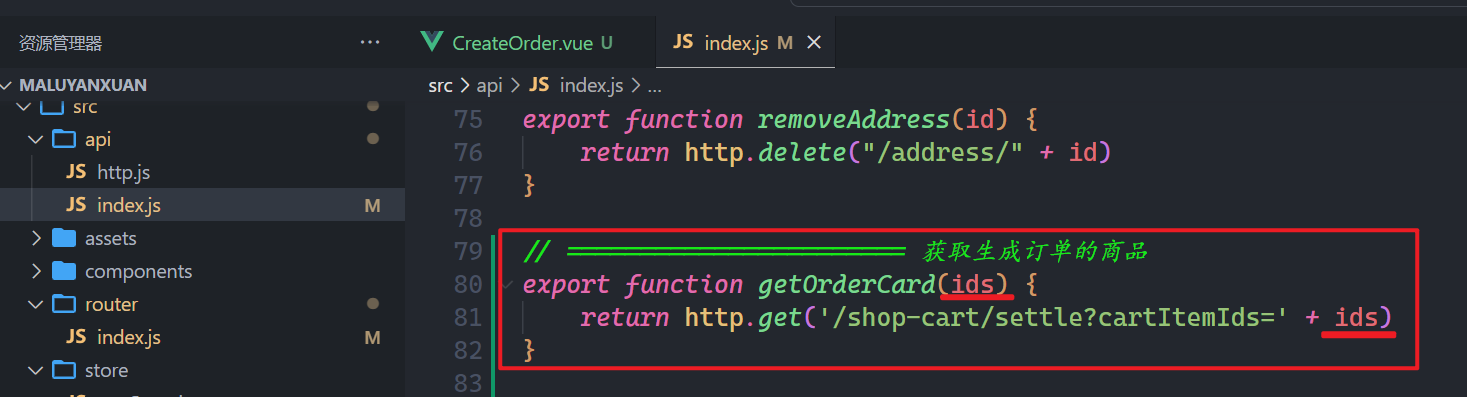 资源管理器 ···
CreateOrder.vue U
JS index.js M
MALUYANXUAN
src > api > JS index.js > ...
src
api
JS http.js
JS index.js M
assets
components
router
JS index.js M
store
75 export function removeAddress(id) {
76 return http.delete("/address/" + id)
77 }
78
79 // ======================= 获取生成订单的商品
80 export function getOrderCard(ids) {
81 return http.get('/shop-cart/settle?cartItemIds=' + ids)
82 }
83